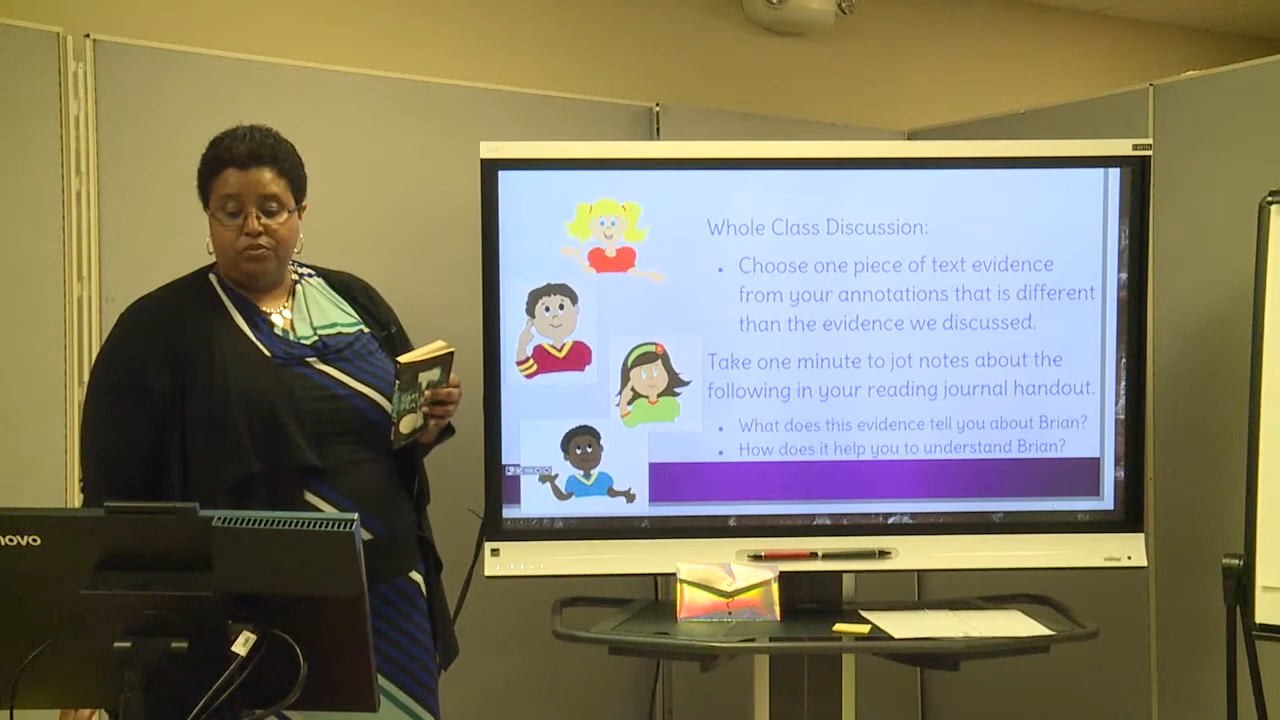 Whole Class Discussion:
• Choose one piece of text evidence
from your annotations that is different
than the evidence we discussed.
Take one minute to jot notes about the
following in your reading journal handout.
• What does this evidence tell you about Brian?
• How does it help you to understand Brian?
novo